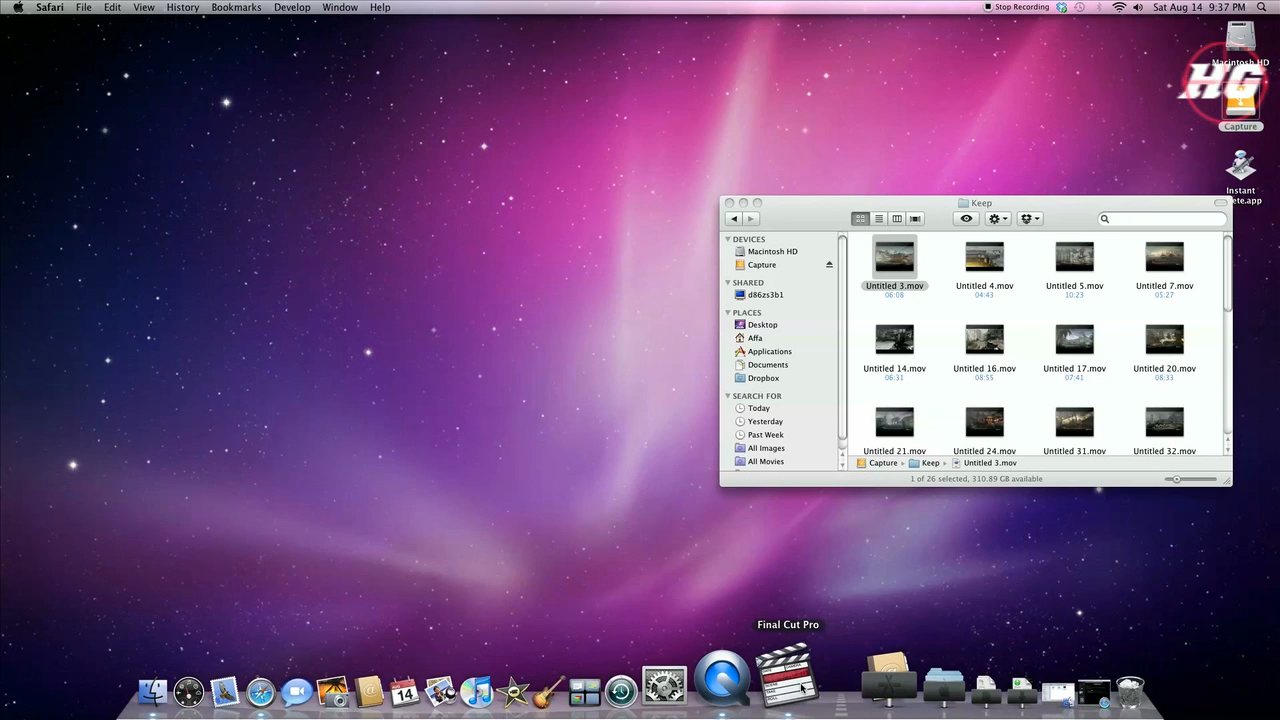 Safari File Edit View History Bookmarks Develop Window Help
Stop Recording Sat Aug 14 9:37 PM
Macintosh HD
HG
Capture
Instant
ete.app
Keep
DEVICES
Macintosh HD
Capture
SHARED
d86zs3b1
PLACES
Desktop
Affa
Applications
Documents
Dropbox
SEARCH FOR
Today
Yesterday
Past Week
All Images
All Movies
Untitled 3.mov Untitled 4.mov Untitled 5.mov Untitled 7.mov
06:08 04:43 10:23 05:27
Untitled 14.mov Untitled 16.mov Untitled 17.mov Untitled 20.mov
06:31 08:55 07:41 08:33
Untitled 21.mov Untitled 24.mov Untitled 31.mov Untitled 32.mov
Capture Keep Untitled 3.mov
1 of 26 selected, 310.89 GB available
Final Cut Pro
14